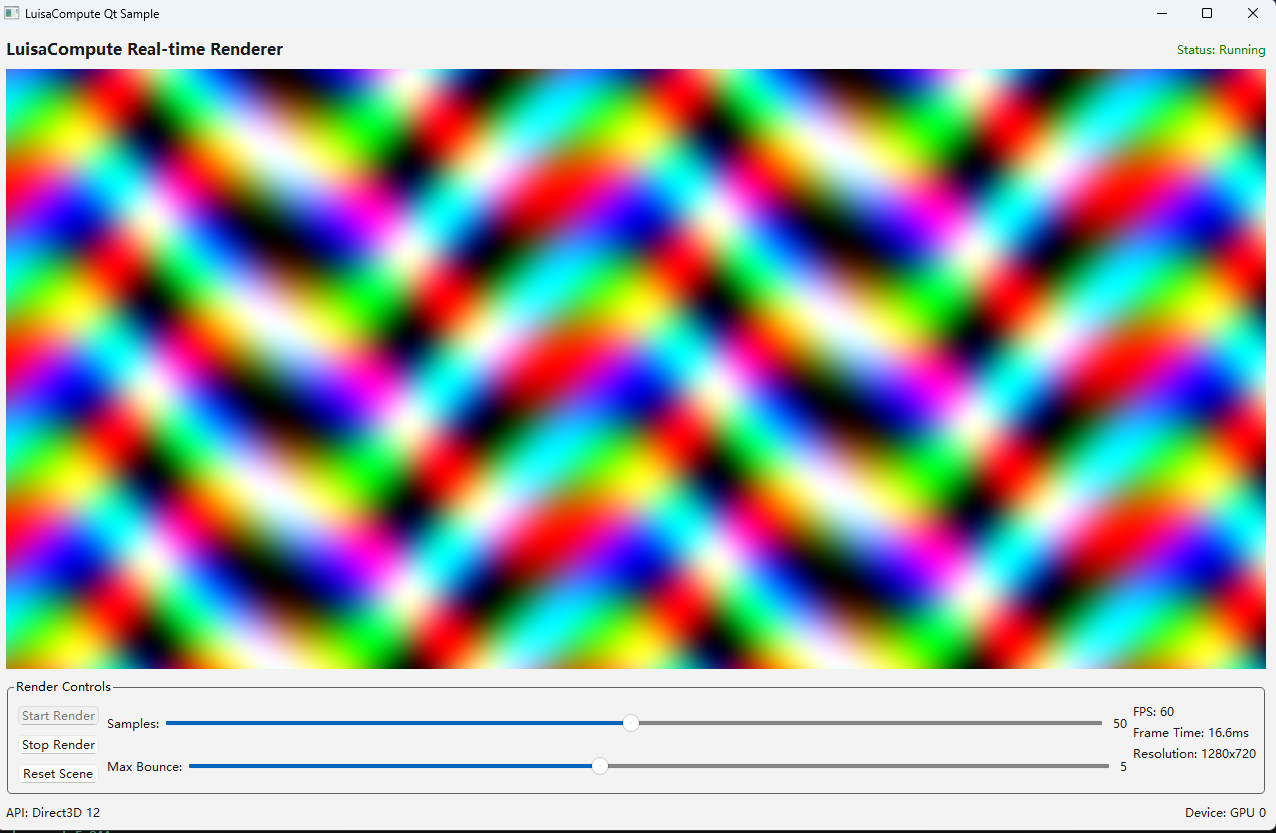 LuisaCompute Qt Sample
LuisaCompute Real-time Renderer
Status: Running
Render Controls
Start Render
Stop Render
Reset Scene
Samples:
50
Max Bounce:
5
FPS: 60
Frame Time: 16.6ms
Resolution: 1280x720
API: Direct3D 12
Device: GPU 0